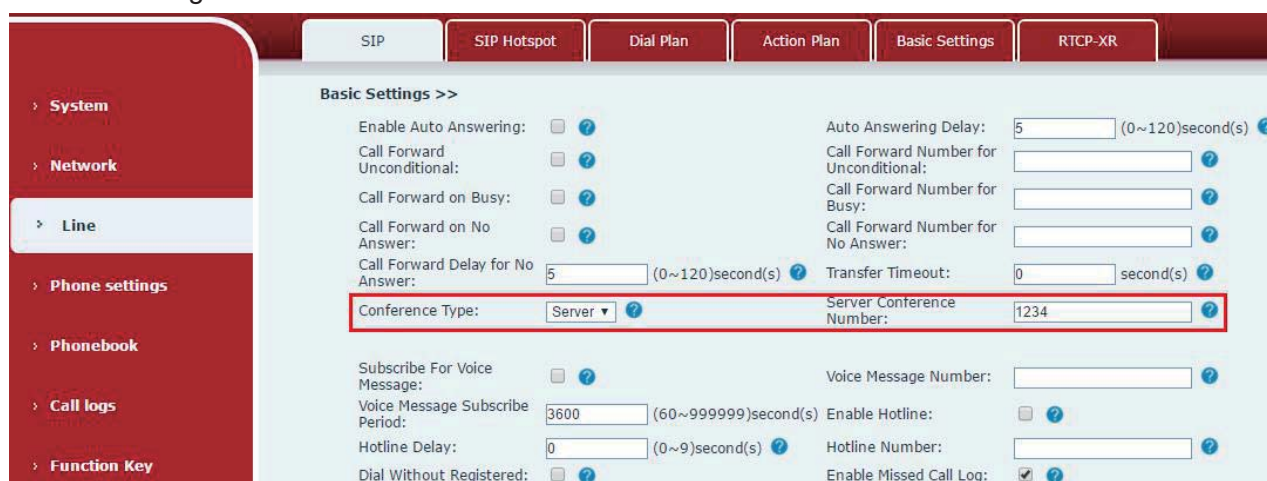 SIP SIP Hotspot Dial Plan Action Plan Basic Settings RTCP-XR
System
Network
Line
Phone settings
Phonebook
Call logs
Function Key
Basic Settings >>
Enable Auto Answering: Auto Answering Delay: 5 (0~120)second(s)
Call Forward Unconditional: Call Forward Number for Unconditional:
Call Forward on Busy: Call Forward Number for Busy:
Call Forward on No Answer: Call Forward Number for No Answer:
Call Forward Delay for No Answer: 5 (0~120)second(s) Transfer Timeout: 0 second(s)
Conference Type: Server Server Conference Number: 1234
Subscribe For Voice Message: Voice Message Number:
Voice Message Subscribe Period: 3600 (60~999999)second(s) Enable Hotline:
Hotline Delay: 0 (0~9)second(s) Hotline Number:
Dial Without Registered: Enable Missed Call Log: